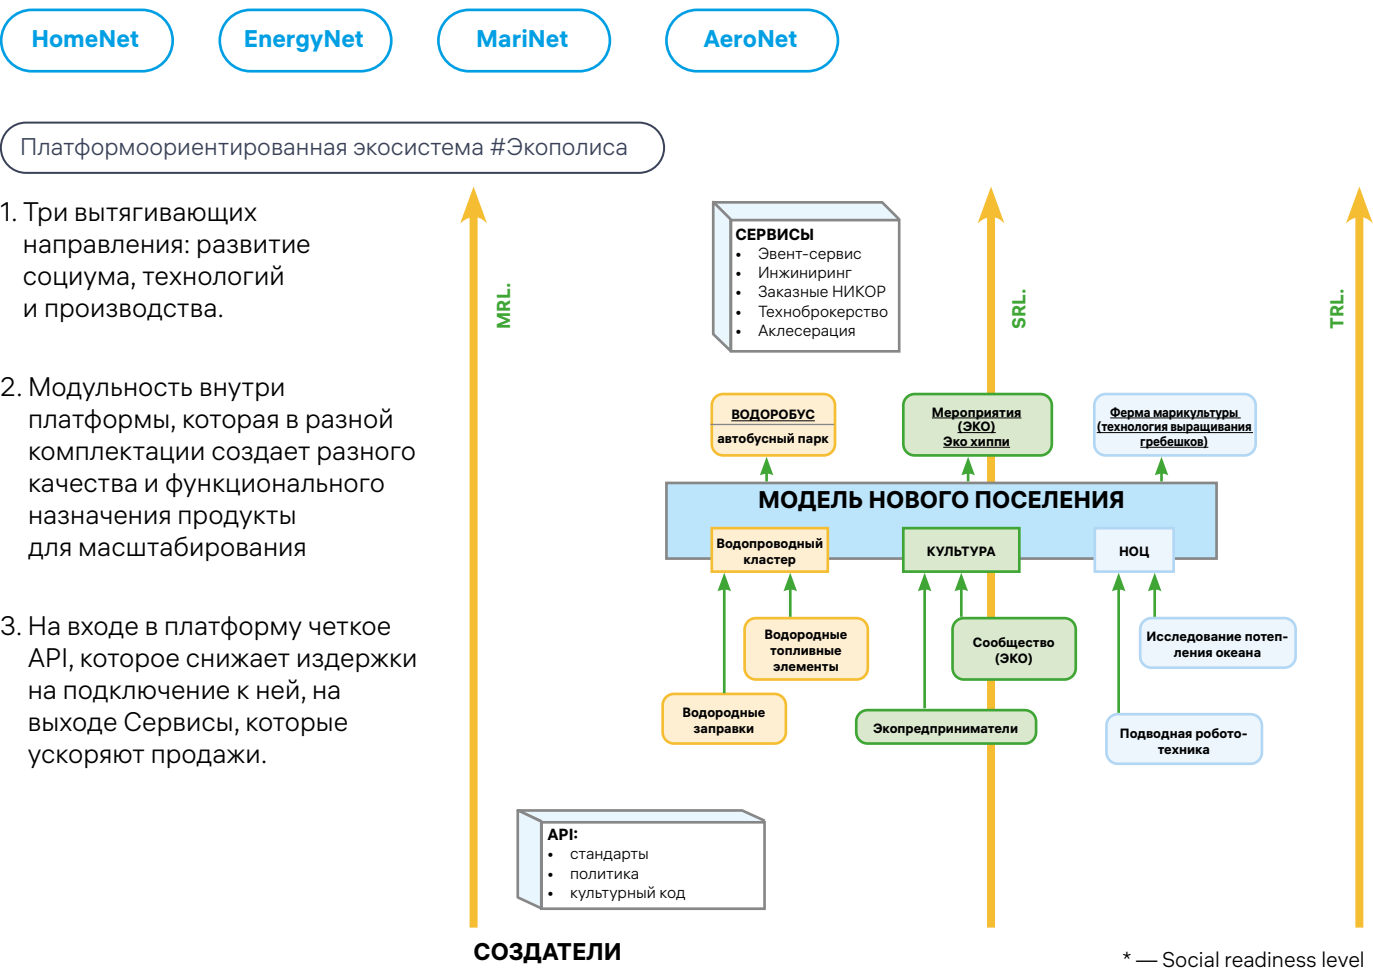 HomeNet
EnergyNet
MariNet
AeroNet
Платформоориентированная экосистема #Экополиса
1. Три вытягивающих
направления: развитие
социума, технологий
и производства.
2. Модульность внутри
платформы, которая в разной
комплектации создает разного
качества и функционального
назначения продукты
для масштабирования
3. На входе в платформу четкое
API, которое снижает издержки
на подключение к ней, на
выходе Сервисы, которые
ускоряют продажи.
MRL.
SRL.
TRL.
СЕРВИСЫ
• Эвент-сервис
• Инжиниринг
• Заказные НИКОР
• Техноброкерство
• Аклесерация
ВОДОРОБУС
автобусный парк
Мероприятия
(ЭКО)
Эко хиппи
Ферма марикультуры
(технология выращивания
гребешков)
МОДЕЛЬ НОВОГО ПОСЕЛЕНИЯ
Водопроводный
кластер
КУЛЬТУРА
НОЦ
Водородные
топливные
элементы
Сообщество
(ЭКО)
Исследование потеп-
ления океана
Водородные
заправки
Экопредприниматели
Подводная робото-
техника
API:
• стандарты
• политика
• культурный код
СОЗДАТЕЛИ
* — Social readiness level